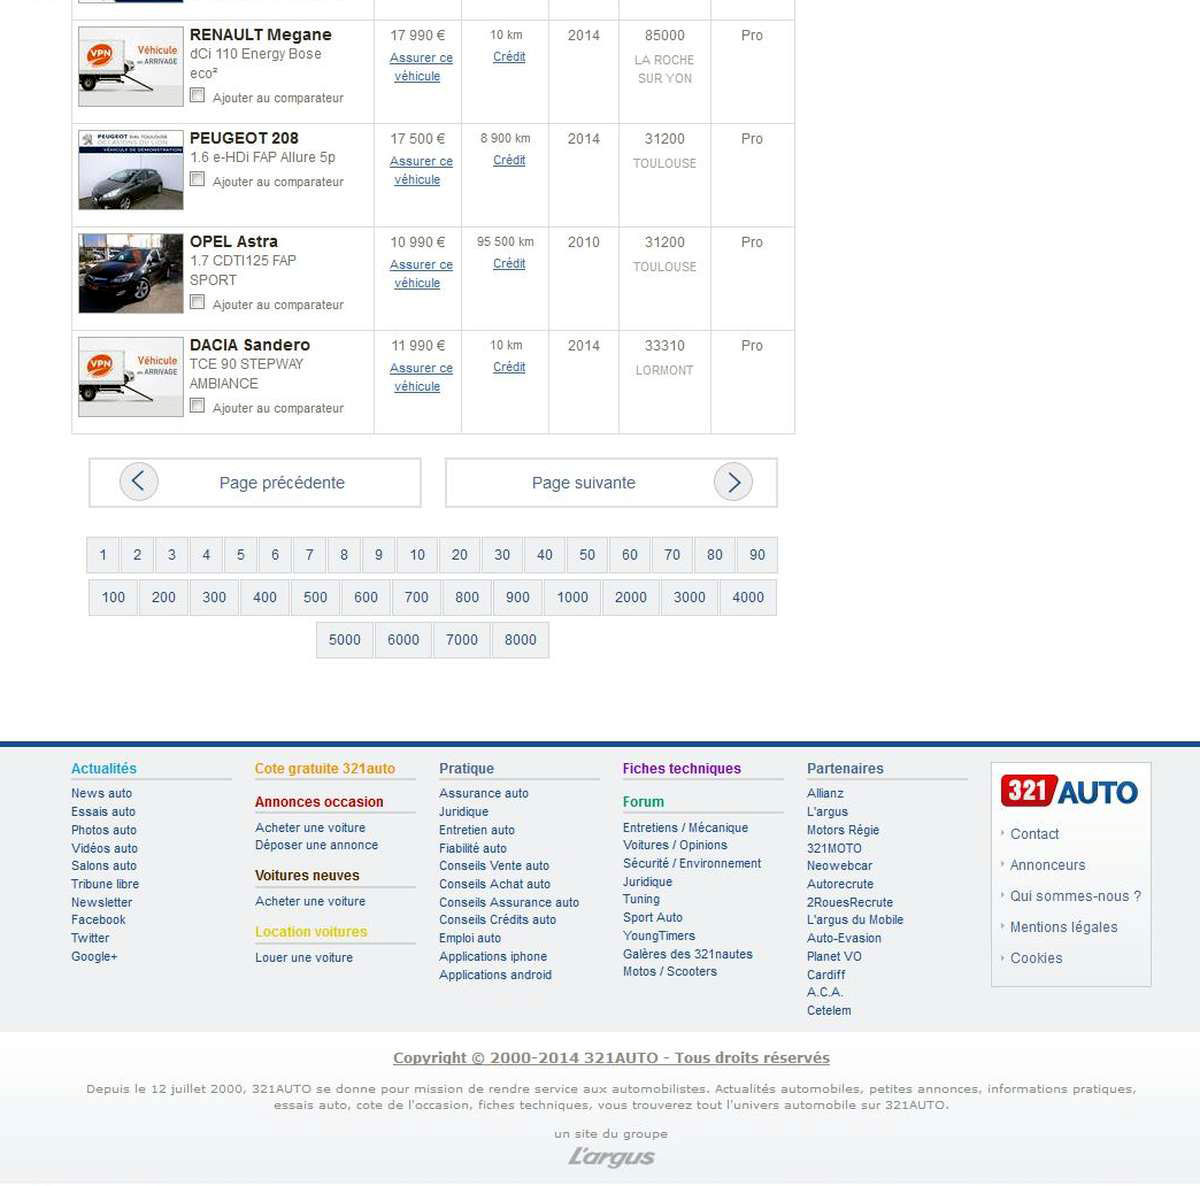 RENAULT Megane
dCi 110 Energy Bose
eco²
Ajouter au comparateur
17 990 €
Assurer ce
véhicule
10 km
Crédit
2014
85000
LA ROCHE
SUR YON
Pro
VPN
Véhicule
en ARRIVAGE
PEUGEOT 208
1.6 e-HDi FAP Allure 5p
Ajouter au comparateur
17 500 €
Assurer ce
véhicule
8 900 km
Crédit
2014
31200
TOULOUSE
Pro
OPEL Astra
1.7 CDTI125 FAP
SPORT
Ajouter au comparateur
10 990 €
Assurer ce
véhicule
95 500 km
Crédit
2010
31200
TOULOUSE
Pro
DACIA Sandero
TCE 90 STEPWAY
AMBIANCE
Ajouter au comparateur
11 990 €
Assurer ce
véhicule
10 km
Crédit
2014
33310
LORMONT
Pro
VPN
Véhicule
en ARRIVAGE
Page précédente
Page suivante
1 2 3 4 5 6 7 8 9 10 20 30 40 50 60 70 80 90
100 200 300 400 500 600 700 800 900 1000 2000 3000 4000
5000 6000 7000 8000
Actualités
News auto
Essais auto
Photos auto
Vidéos auto
Salons auto
Tribune libre
Newsletter
Facebook
Twitter
Google+
Cote gratuite 321auto
Annonces occasion
Acheter une voiture
Déposer une annonce
Voitures neuves
Acheter une voiture
Location voitures
Louer une voiture
Pratique
Assurance auto
Juridique
Entretien auto
Fiabilité auto
Conseils Vente auto
Conseils Achat auto
Conseils Assurance auto
Conseils Crédits auto
Emploi auto
Applications iphone
Applications android
Fiches techniques
Forum
Entretiens / Mécanique
Voitures / Opinions
Sécurité / Environnement
Juridique
Tuning
Sport Auto
YoungTimers
Galères des 321nautes
Motos / Scooters
Partenaires
Allianz
L'argus
Motors Régie
321MOTO
Neowebcar
Autorecrute
2RouesRecrute
L'argus du Mobile
Auto-Evasion
Planet VO
Cardiff
A.C.A.
Cetelem
321 AUTO
Contact
Annonceurs
Qui sommes-nous ?
Mentions légales
Cookies
Copyright © 2000-2014 321AUTO - Tous droits réservés
Depuis le 12 juillet 2000, 321AUTO se donne pour mission de rendre service aux automobilistes. Actualités automobiles, petites annonces, informations pratiques,
essais auto, cote de l'occasion, fiches techniques, vous trouverez tout l'univers automobile sur 321AUTO.
un site du groupe
L'argus